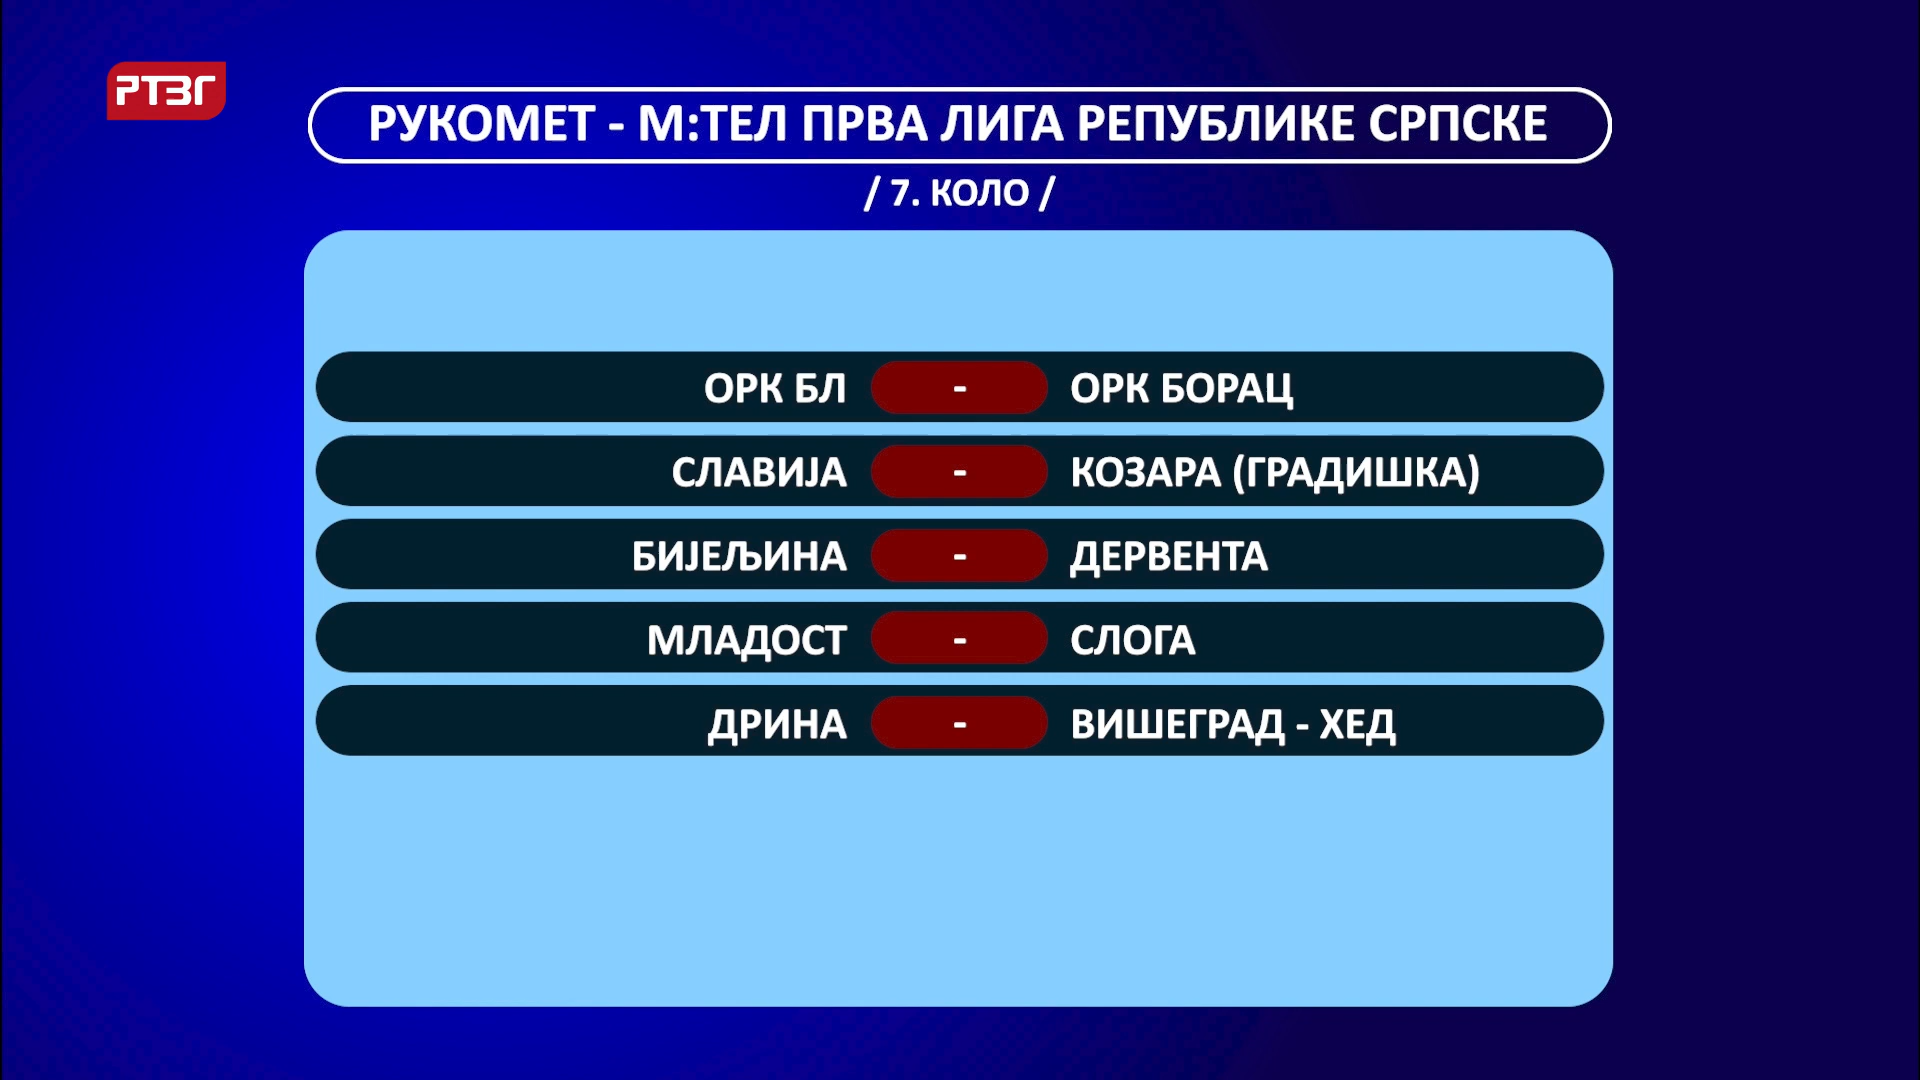 РТЗГ
РУКОМЕТ - М:ТЕЛ ПРВА ЛИГА РЕПУБЛИКЕ СРПСКЕ
/ 7. КОЛО /
ОРК БЛ - ОРК БОРАЦ
СЛАВИЈА - КОЗАРА (ГРАДИШКА)
БИЈЕЉИНА - ДЕРВЕНТА
МЛАДОСТ - СЛОГА
ДРИНА - ВИШЕГРАД - ХЕД